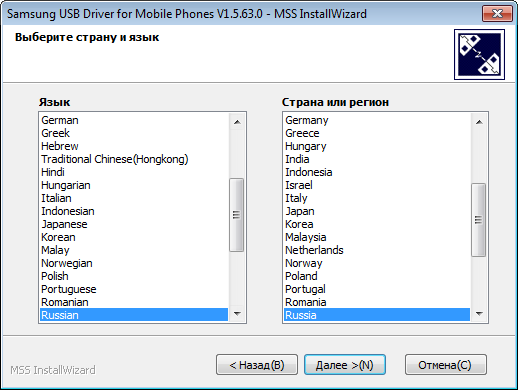 Samsung USB Driver for Mobile Phones V1.5.63.0 - MSS InstallWizard
Выберите страну и язык
Язык
German
Greek
Hebrew
Traditional Chinese(Hongkong)
Hindi
Hungarian
Italian
Indonesian
Japanese
Korean
Malay
Norwegian
Polish
Portuguese
Romanian
Russian
Страна или регион
Germany
Greece
Hungary
India
Indonesia
Israel
Italy
Japan
Korea
Malaysia
Netherlands
Norway
Poland
Portugal
Romania
Russia
MSS InstallWizard
< Назад(B)
Далее >(N)
Отмена(C)